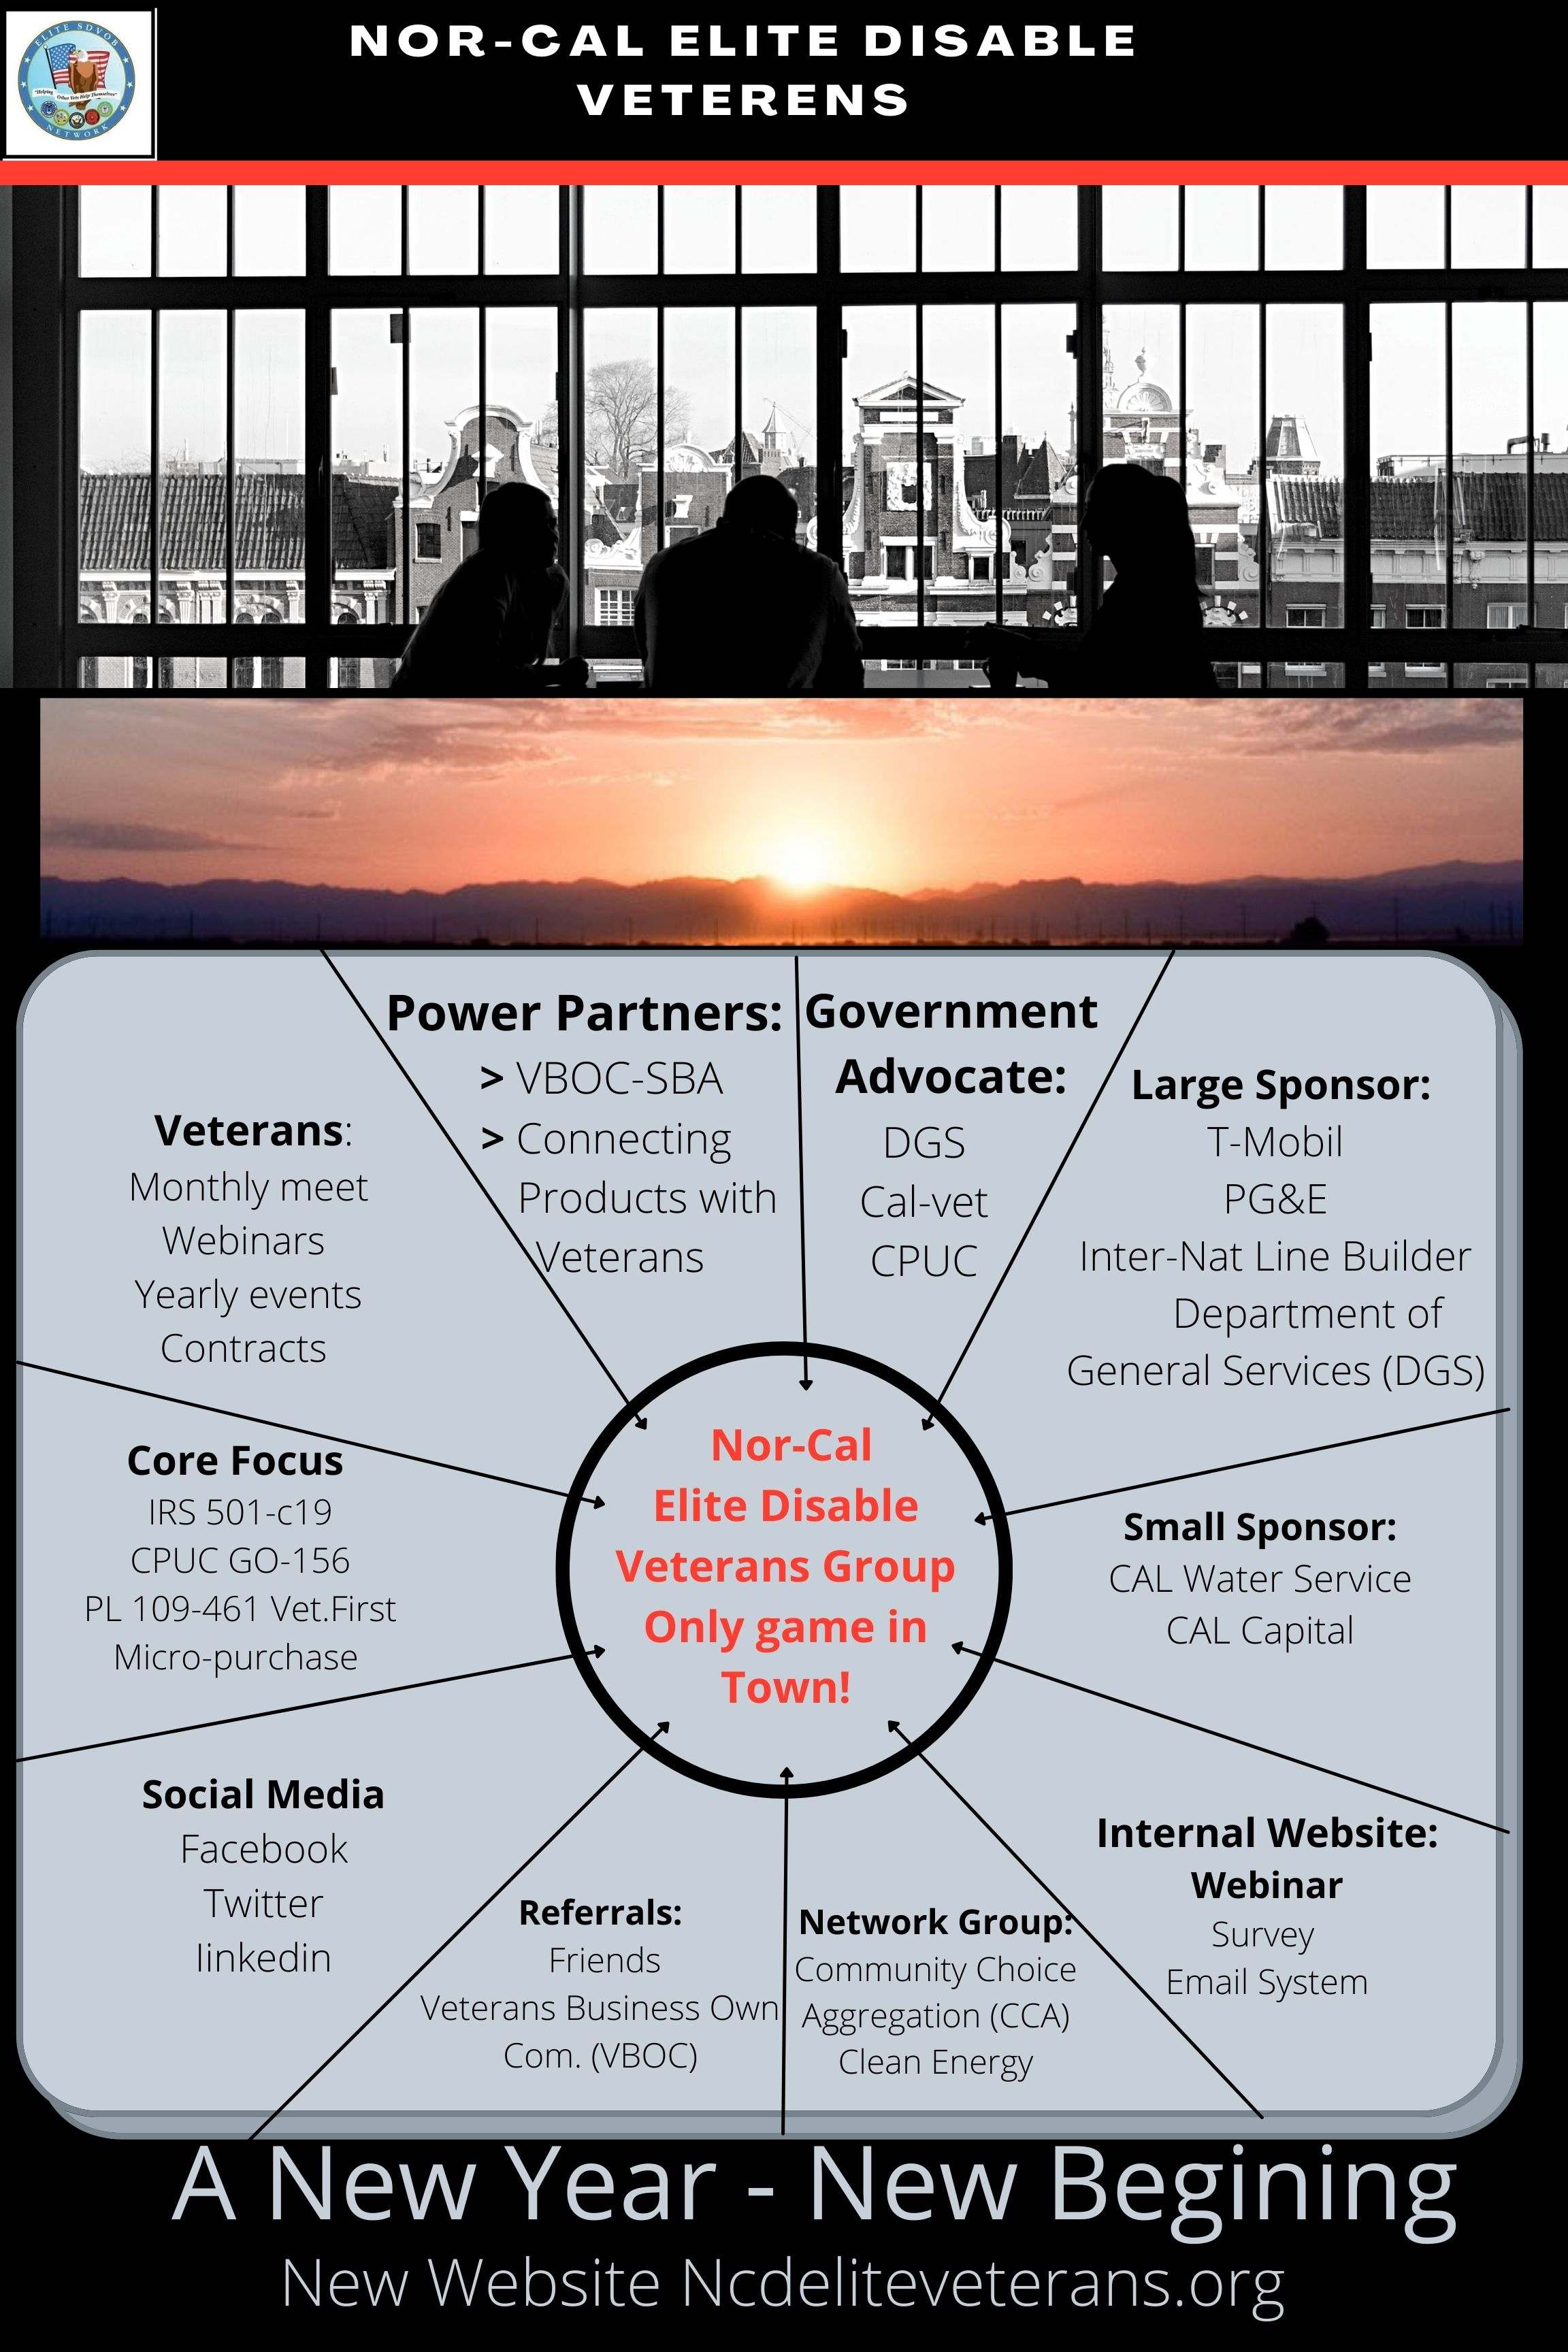 ELITE SDVOB
"Helping Other Vets Help Themselves"
NETWORK
NOR-CAL ELITE DISABLE
VETERENS
Power Partners:
> VBOC-SBA
> Connecting
Products with
Veterans
Government
Advocate:
DGS
Cal-vet
CPUC
Large Sponsor:
T-Mobil
PG&E
Inter-Nat Line Builder
Department of
General Services (DGS)
Veterans:
Monthly meet
Webinars
Yearly events
Contracts
Core Focus
IRS 501-c19
CPUC GO-156
PL 109-461 Vet.First
Micro-purchase
Nor-Cal
Elite Disable
Veterans Group
Only game in
Town!
Small Sponsor:
CAL Water Service
CAL Capital
Social Media
Facebook
Twitter
linkedin
Referrals:
Friends
Veterans Business Own
Com. (VBOC)
Network Group:
Community Choice
Aggregation (CCA)
Clean Energy
Internal Website:
Webinar
Survey
Email System
A New Year - New Begining
New Website Ncdeliteveterans.org